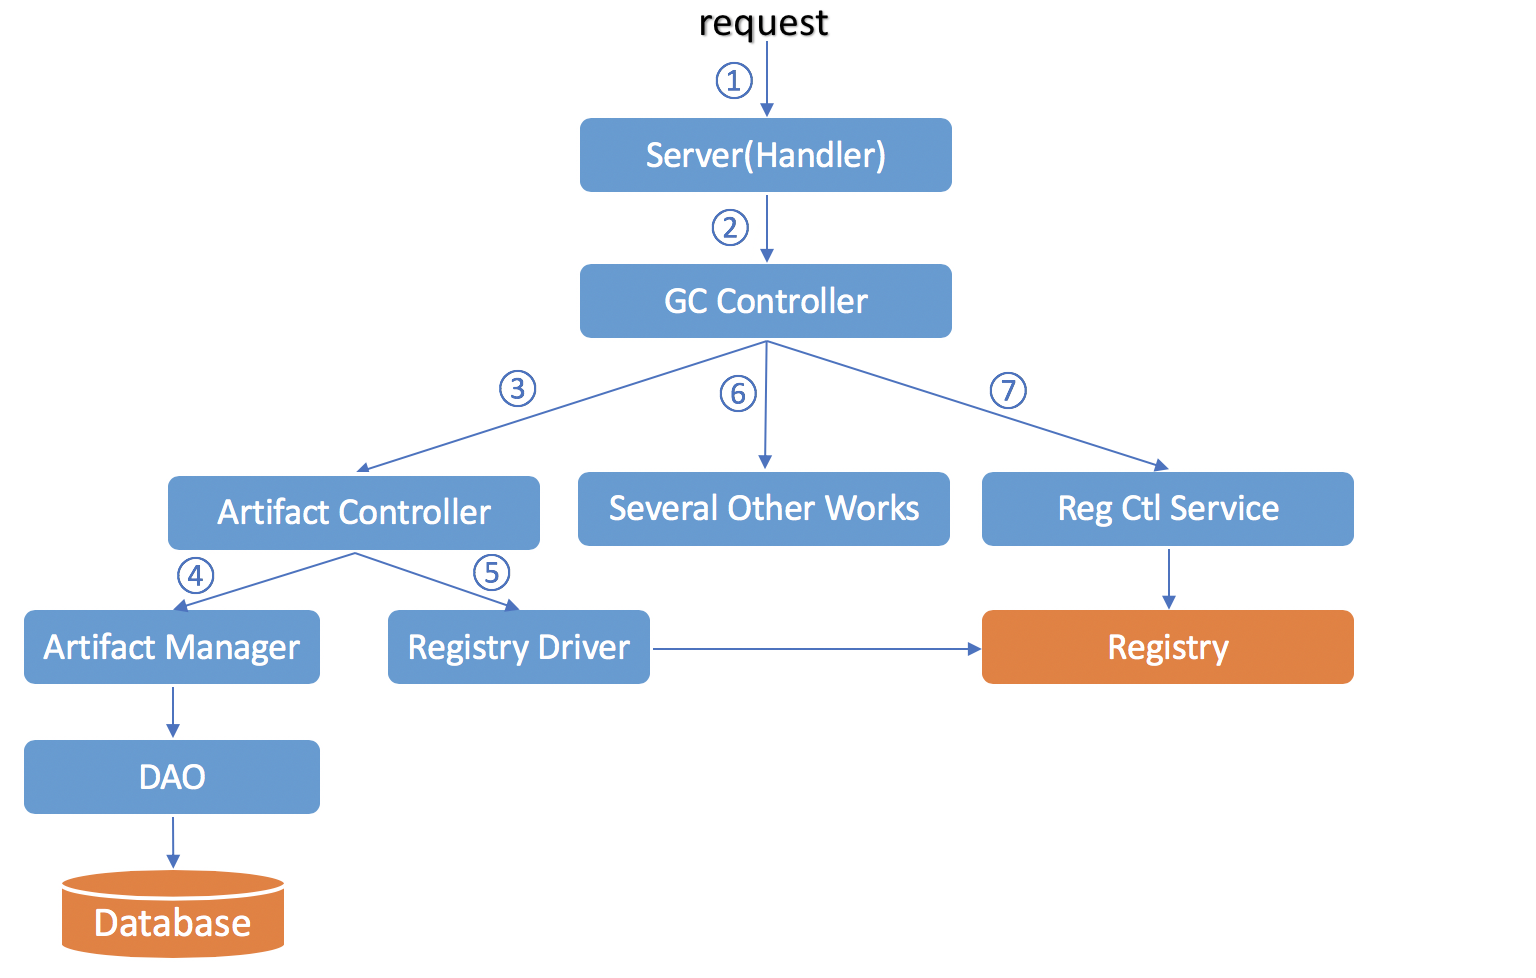 request
①
Server(Handler)
②
GC Controller
③
⑥
⑦
Artifact Controller
Several Other Works
Reg Ctl Service
④
⑤
Artifact Manager
Registry Driver
Registry
DAO
Database